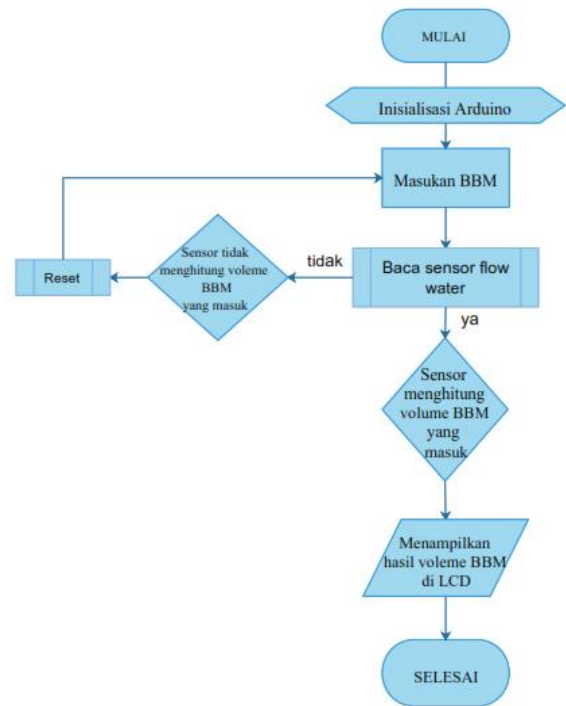 MULAI
Inisialisasi Arduino
Masukan BBM
Baca sensor flow
water
tidak
Sensor tidak
menghitung voleme
BBM
yang masuk
Reset
ya
Sensor
menghitung
volume BBM
yang
masuk
Menampilkan
hasil voleme BBM
di LCD
SELESAI